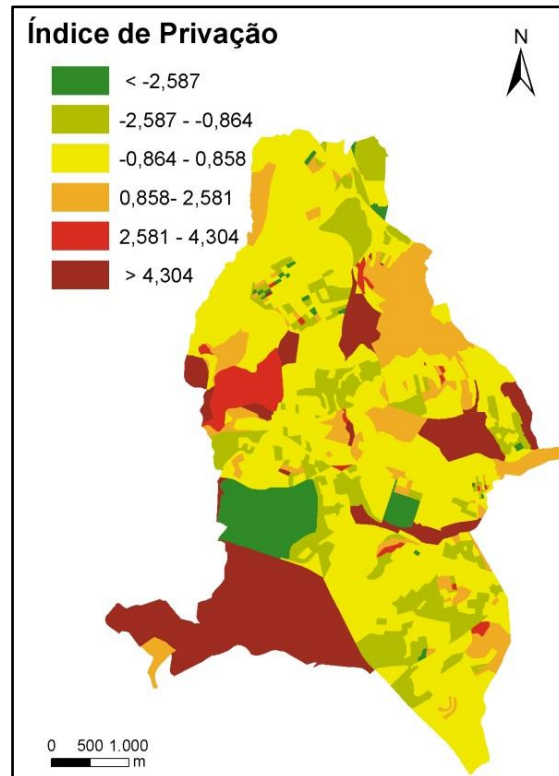 Índice de Privação
N
< -2,587
-2,587 - -0,864
-0,864 - 0,858
0,858- 2,581
2,581 - 4,304
> 4,304
0 500 1.000
m